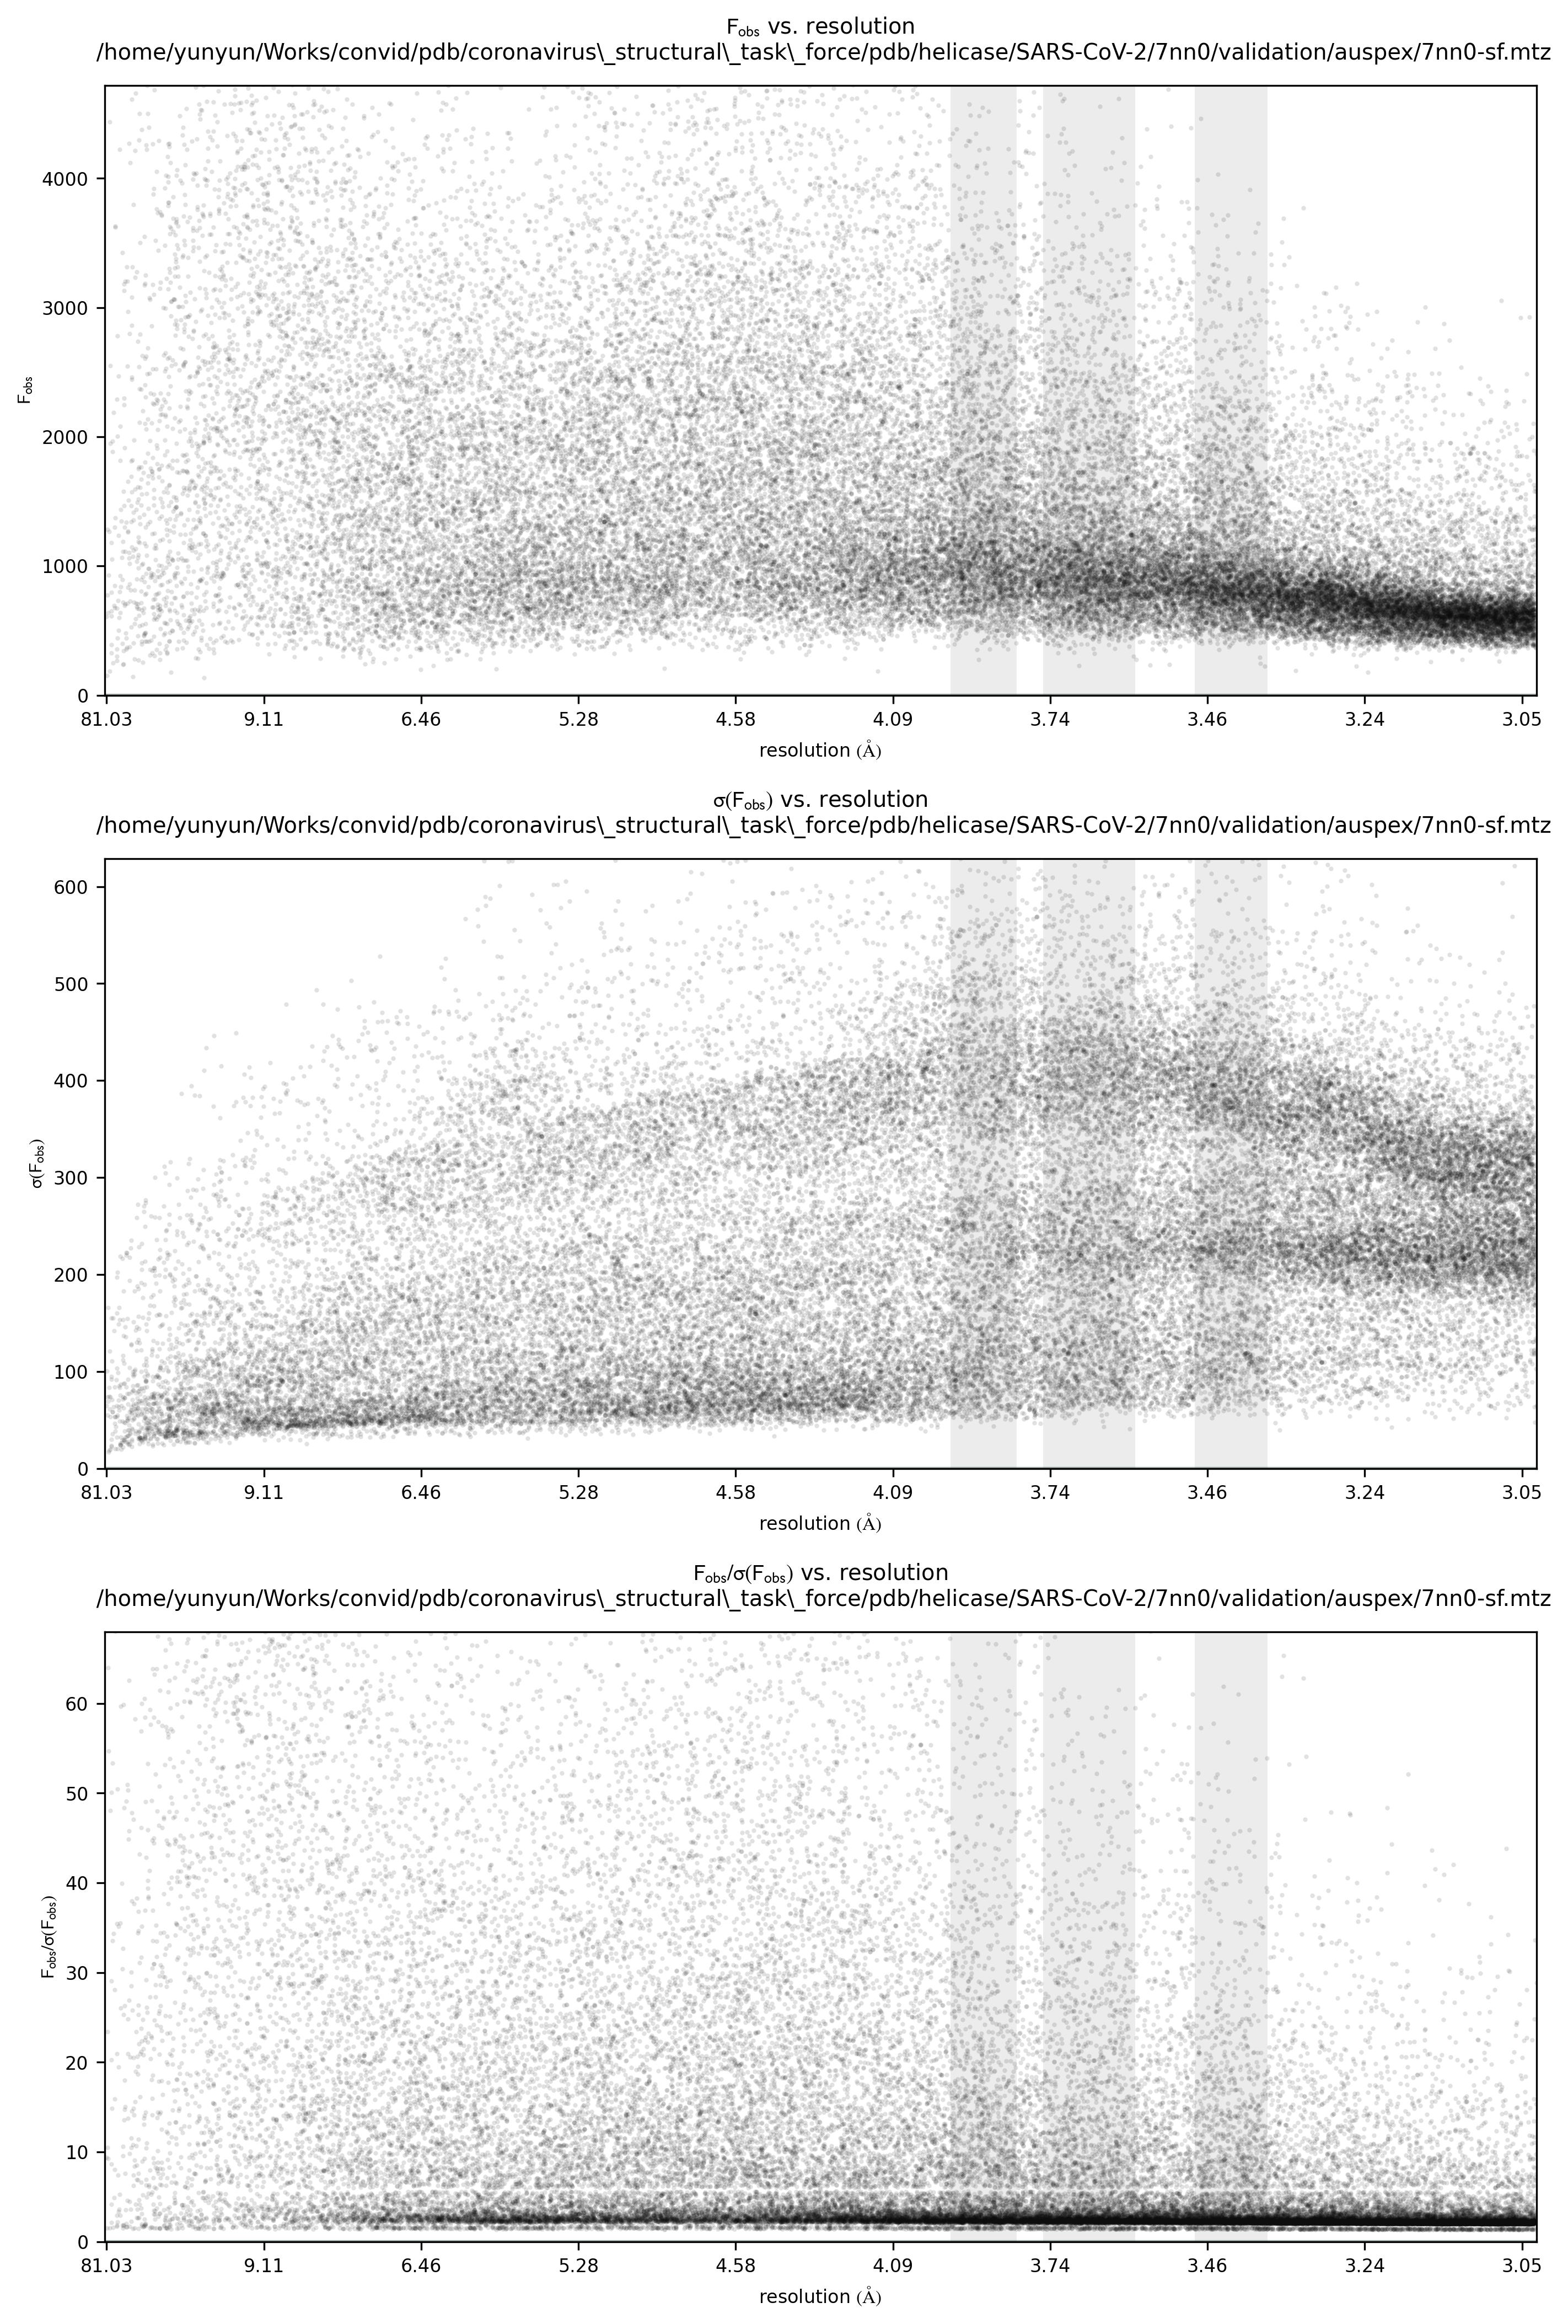 Fobs vs. resolution
/home/yunyun/Works/convid/pdb/coronavirus\_structural\_task\_force/pdb/helicase/SARS-CoV-2/7nn0/validation/auspex/7nn0-sf.mtz
4000
3000
2000
1000
0
Fobs
81.03 9.11 6.46 5.28 4.58 4.09 3.74 3.46 3.24 3.05
resolution (Å)
σ(Fobs) vs. resolution
/home/yunyun/Works/convid/pdb/coronavirus\_structural\_task\_force/pdb/helicase/SARS-CoV-2/7nn0/validation/auspex/7nn0-sf.mtz
600
500
400
300
200
100
0
σ(Fobs)
81.03 9.11 6.46 5.28 4.58 4.09 3.74 3.46 3.24 3.05
resolution (Å)
Fobs/σ(Fobs) vs. resolution
/home/yunyun/Works/convid/pdb/coronavirus\_structural\_task\_force/pdb/helicase/SARS-CoV-2/7nn0/validation/auspex/7nn0-sf.mtz
60
50
40
30
20
10
0
Fobs/σ(Fobs)
81.03 9.11 6.46 5.28 4.58 4.09 3.74 3.46 3.24 3.05
resolution (Å)